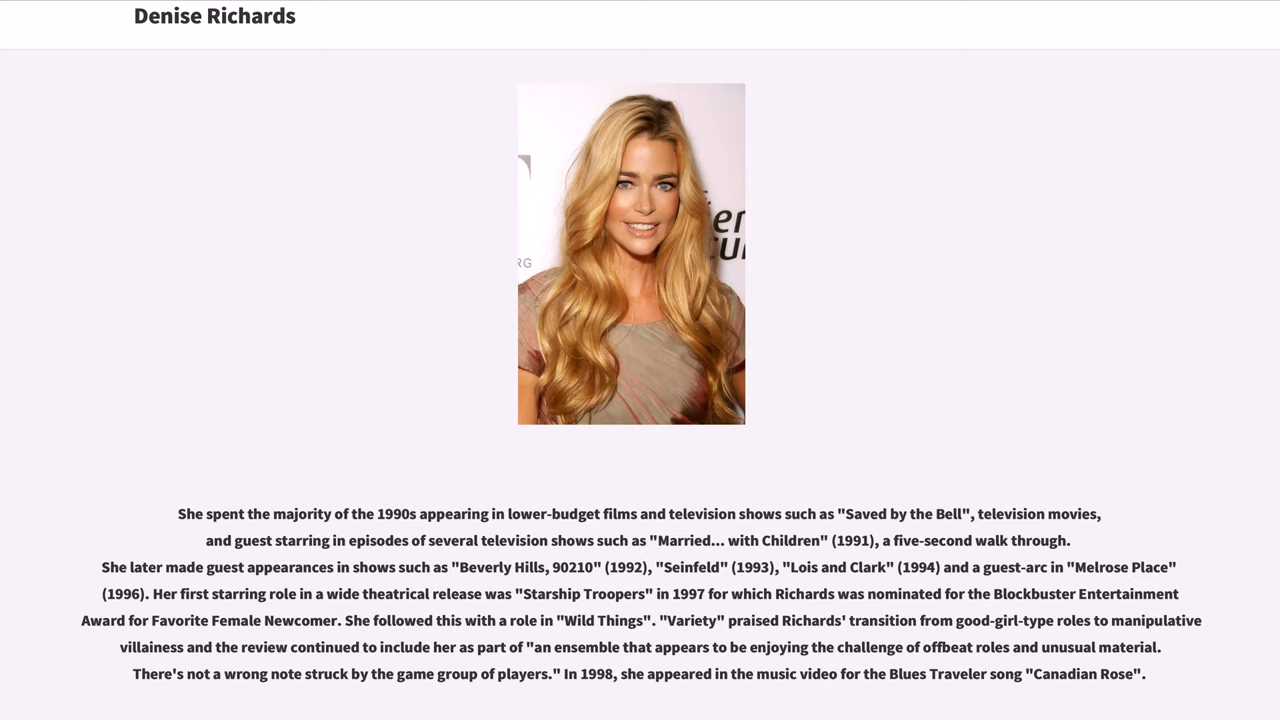 Denise Richards
RG
She spent the majority of the 1990s appearing in lower-budget films and television shows such as "Saved by the Bell", television movies,
and guest starring in episodes of several television shows such as "Married... with Children" (1991), a five-second walk through.
She later made guest appearances in shows such as "Beverly Hills, 90210" (1992), "Seinfeld" (1993), "Lois and Clark" (1994) and a guest-arc in "Melrose Place"
(1996). Her first starring role in a wide theatrical release was "Starship Troopers" in 1997 for which Richards was nominated for the Blockbuster Entertainment
Award for Favorite Female Newcomer. She followed this with a role in "Wild Things". "Variety" praised Richards' transition from good-girl-type roles to manipulative
villainess and the review continued to include her as part of "an ensemble that appears to be enjoying the challenge of offbeat roles and unusual material.
There's not a wrong note struck by the game group of players." In 1998, she appeared in the music video for the Blues Traveler song "Canadian Rose".